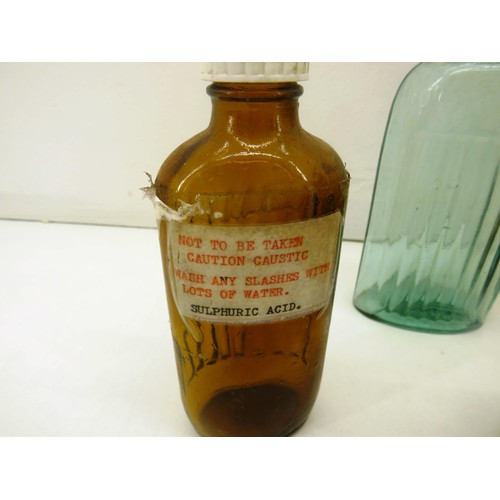 NOT TO BE TAKEN
CAUTION CAUSTIC
WASH ANY SLASHES WITH
LOTS OF WATER.
SULPHURIC ACID.